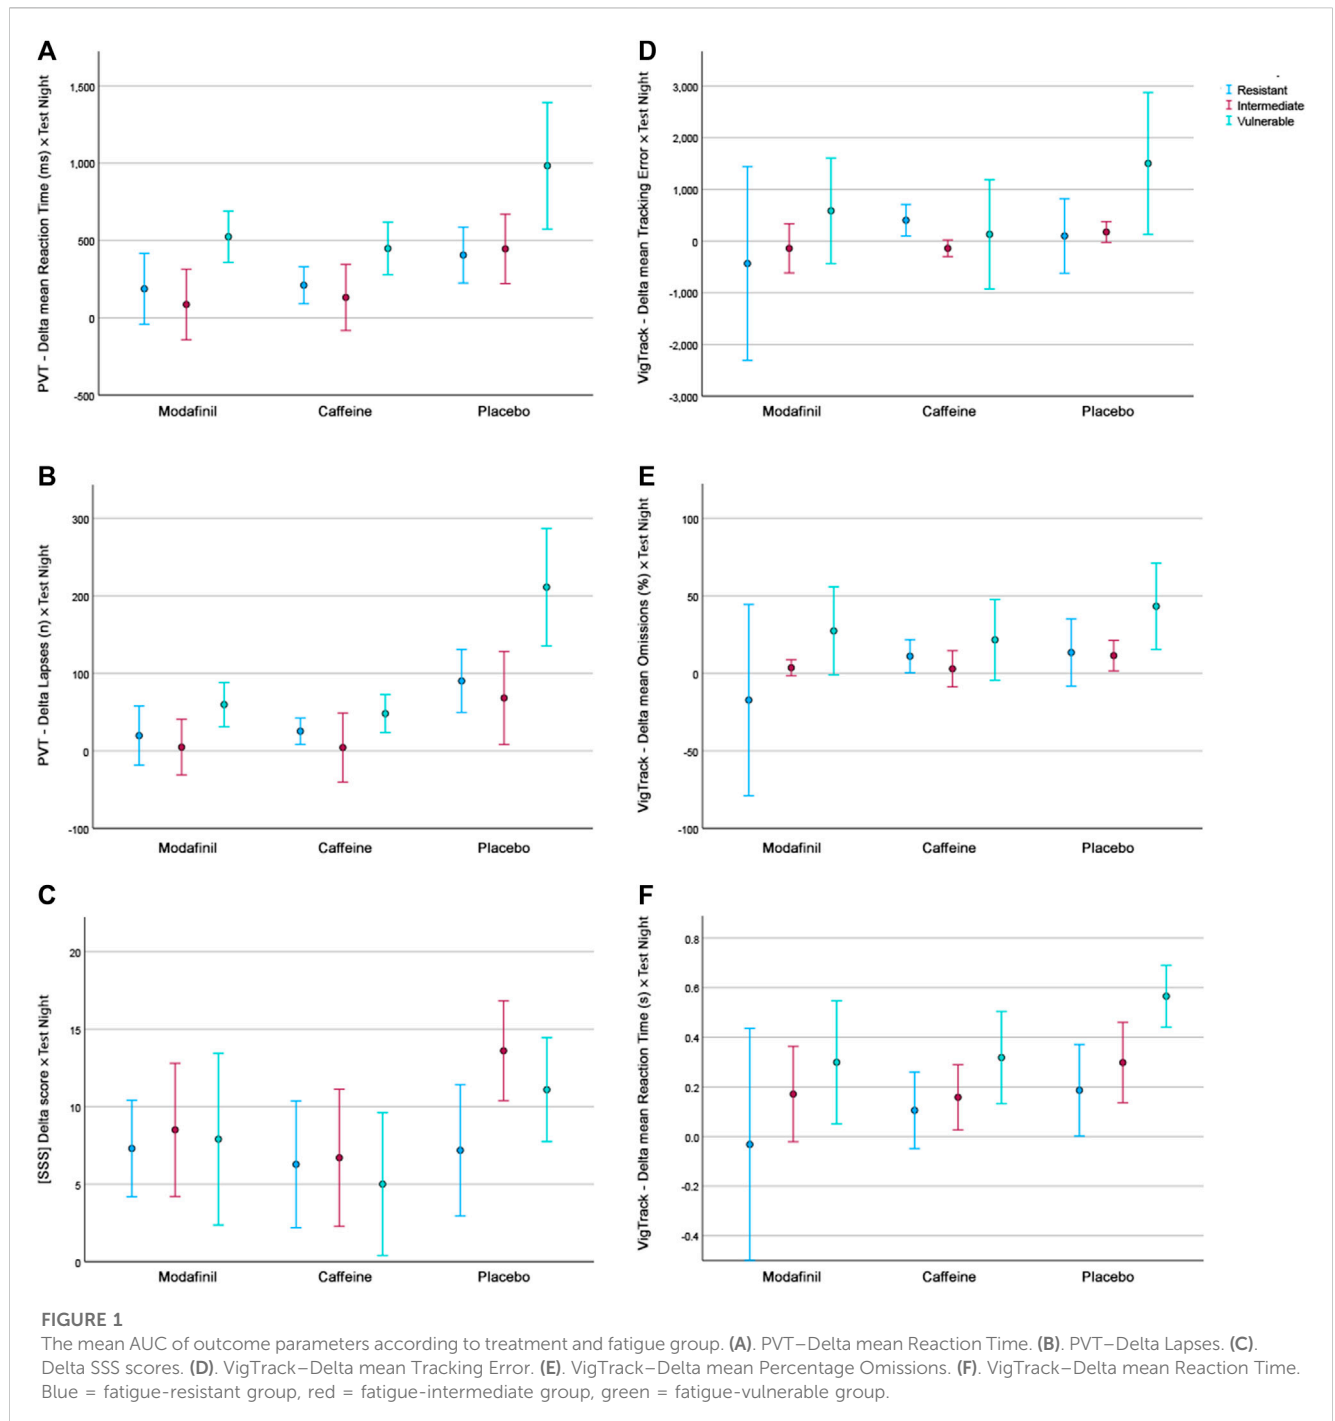 A
PVT - Delta mean Reaction Time (ms) x Test Night
1,500
1,000
500
0
-500
Modafinil Caffeine Placebo
D
VigTrack - Delta mean Tracking Error x Test Night
3,000
2,000
1,000
0
-1,000
-2,000
-3,000
Modafinil Caffeine Placebo
Resistant
Intermediate
Vulnerable
B
PVT - Delta Lapses (n) x Test Night
300
200
100
0
-100
Modafinil Caffeine Placebo
E
VigTrack - Delta mean Omissions (%) x Test Night
100
50
0
-50
-100
Modafinil Caffeine Placebo
C
[SSS] Delta score x Test Night
20
15
10
5
0
Modafinil Caffeine Placebo
F
VigTrack - Delta mean Reaction Time (s) x Test Night
0.8
0.6
0.4
0.2
0.0
-0.2
-0.4
Modafinil Caffeine Placebo
FIGURE 1
The mean AUC of outcome parameters according to treatment and fatigue group. (A). PVT–Delta mean Reaction Time. (B). PVT–Delta Lapses. (C).
Delta SSS scores. (D). VigTrack–Delta mean Tracking Error. (E). VigTrack–Delta mean Percentage Omissions. (F). VigTrack–Delta mean Reaction Time.
Blue = fatigue-resistant group, red = fatigue-intermediate group, green = fatigue-vulnerable group.